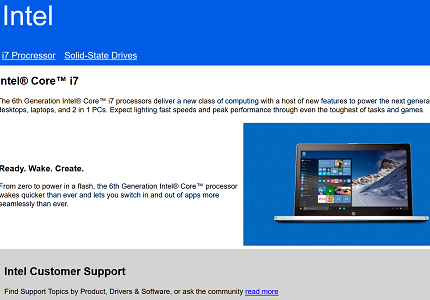 Intel
i7 Procressor Solid-State Drives
ntel® Core™ i7
The 6th Generation Intel® Core™ i7 processors deliver a new class of computing with a host of new features to power the next genera
desktops, laptops, and 2 in 1 PCs. Expect lighting fast speeds and peak performance through even the toughest of tasks and games.
Ready. Wake. Create.
From zero to power in a flash, the 6th Generation Intel® Core™ processor
wakes quicker than ever and lets you switch in and out of apps more
seamlessly than ever.
Intel Customer Support
Find Support Topics by Product, Drivers & Software, or ask the community read more